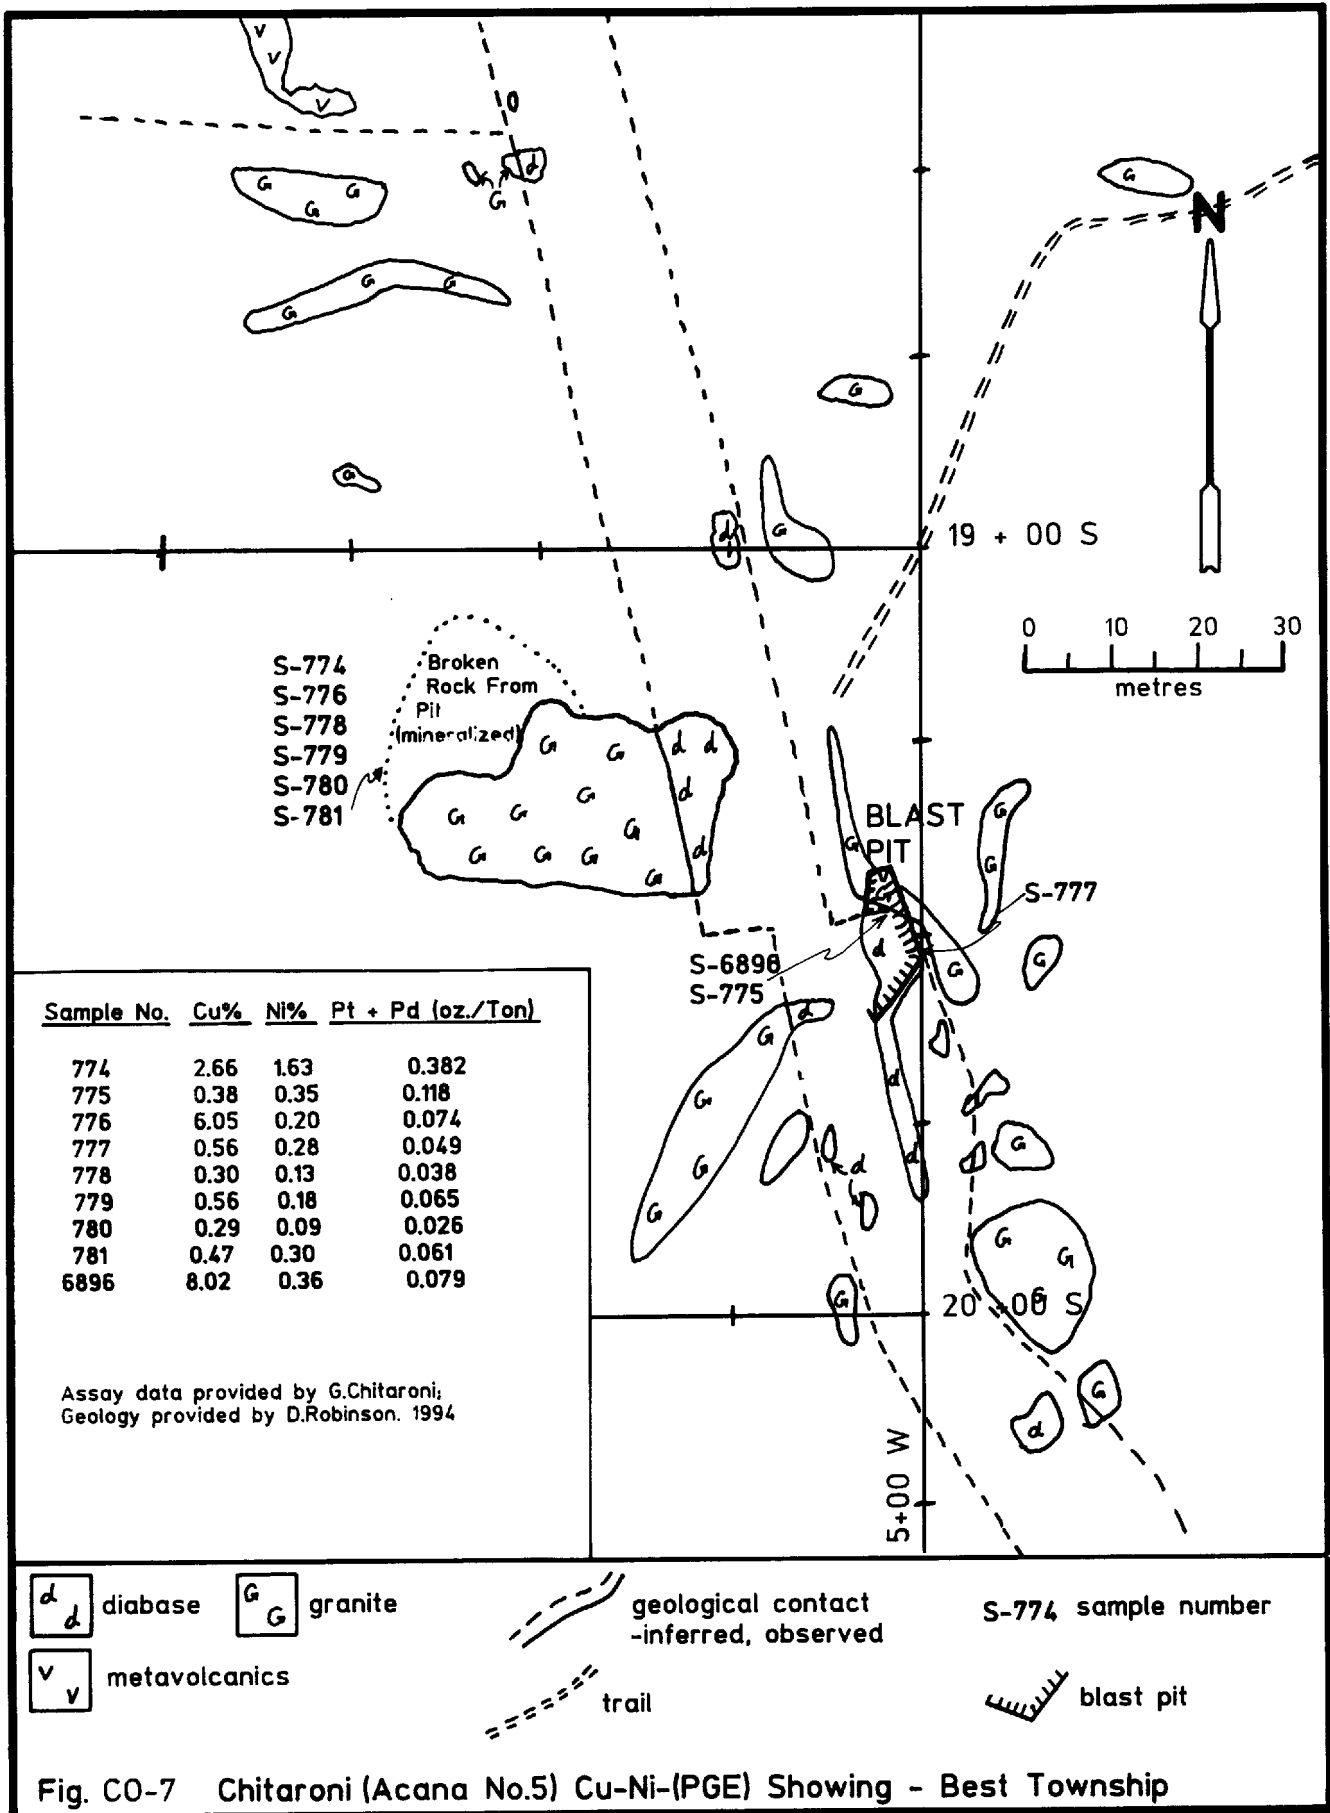 V
V
V
d
G
G
G
G
G
N
G
G
G
G
G
d
G
19 + 00 S
0 10 20 30
metres
S-774
S-776
S-778
S-779
S-780
S-781
Broken
Rock From
Pit
(mineralized)
G G d d
G d
G G G d
G G G G
BLAST
PIT
G
G
G
S-777
d
G
G
S-6896
S-775
d
G
G
G
G
d
d
d
G
G
G
G
G
20 +00 S
G
d
5+00 W
Sample No. Cu% Ni% Pt + Pd (oz./Ton)
774 2.66 1.63 0.382
775 0.38 0.35 0.118
776 6.05 0.20 0.074
777 0.56 0.28 0.049
778 0.30 0.13 0.038
779 0.56 0.18 0.065
780 0.29 0.09 0.026
781 0.47 0.30 0.061
6896 8.02 0.36 0.079
Assay data provided by G.Chitaroni;
Geology provided by D.Robinson. 1994
d d diabase
G G granite
geological contact
-inferred, observed
S-774 sample number
V V metavolcanics
trail
blast pit
Fig. CO-7 Chitaroni (Acana No.5) Cu-Ni-(PGE) Showing - Best Township